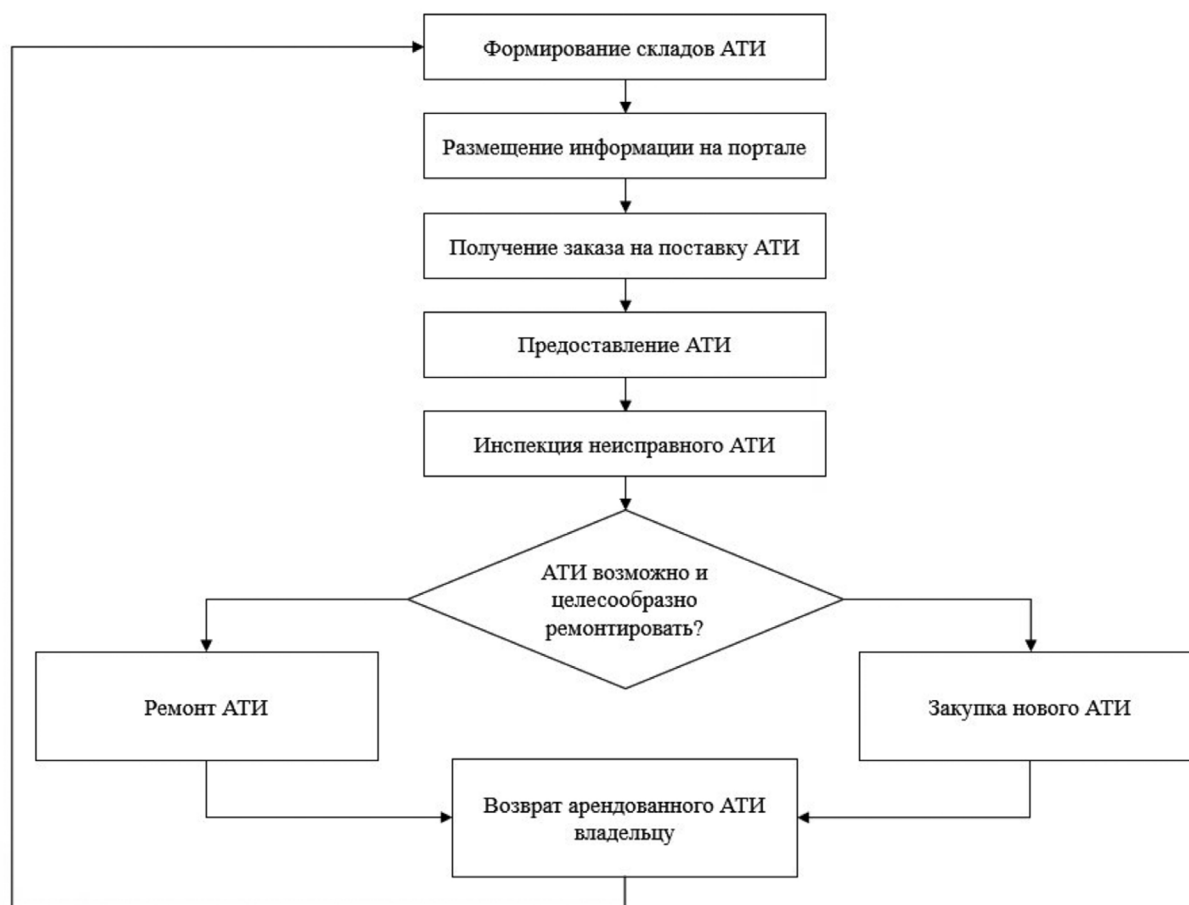 Формирование складов АТИ
Размещение информации на портале
Получение заказа на поставку АТИ
Предоставление АТИ
Инспекция неисправного АТИ
АТИ возможно и
целесообразно
ремонтировать?
Ремонт АТИ
Закупка нового АТИ
Возврат арендованного АТИ
владельцу